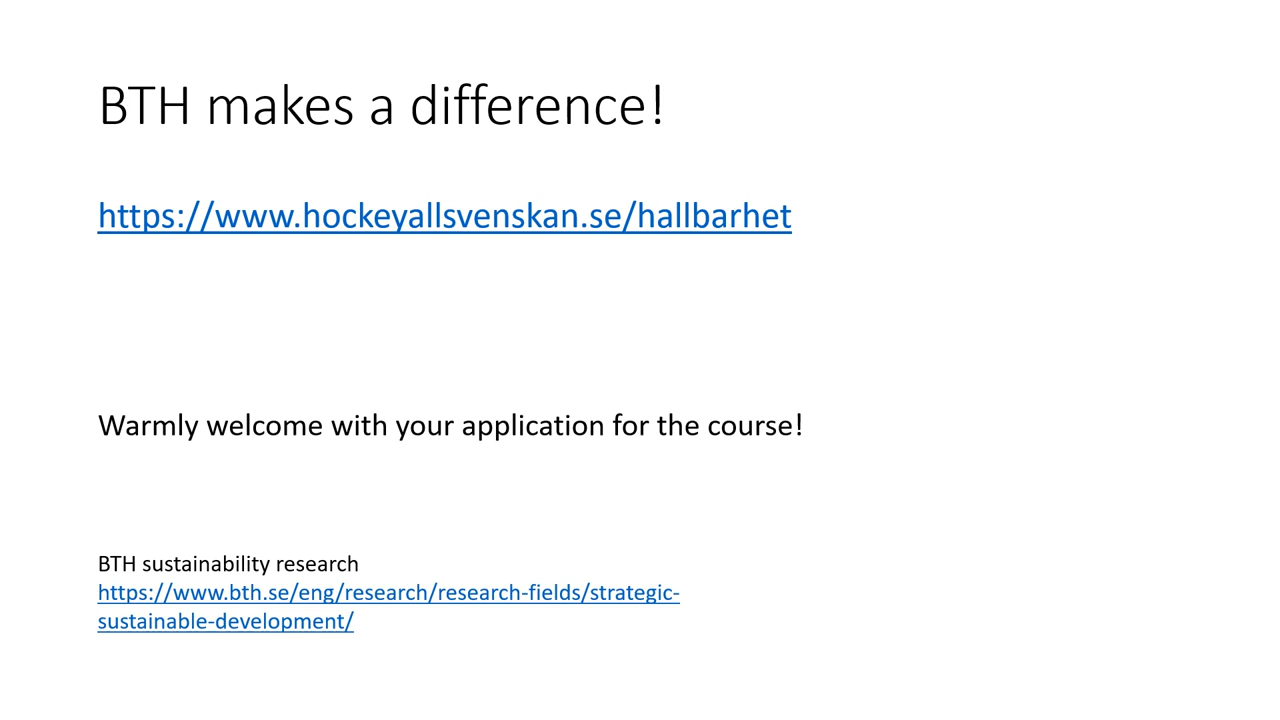 BTH makes a difference!
https://www.hockeyallsvenskan.se/hallbarhet
Warmly welcome with your application for the course!
BTH sustainability research
https://www.bth.se/eng/research/research-fields/strategic-
sustainable-development/